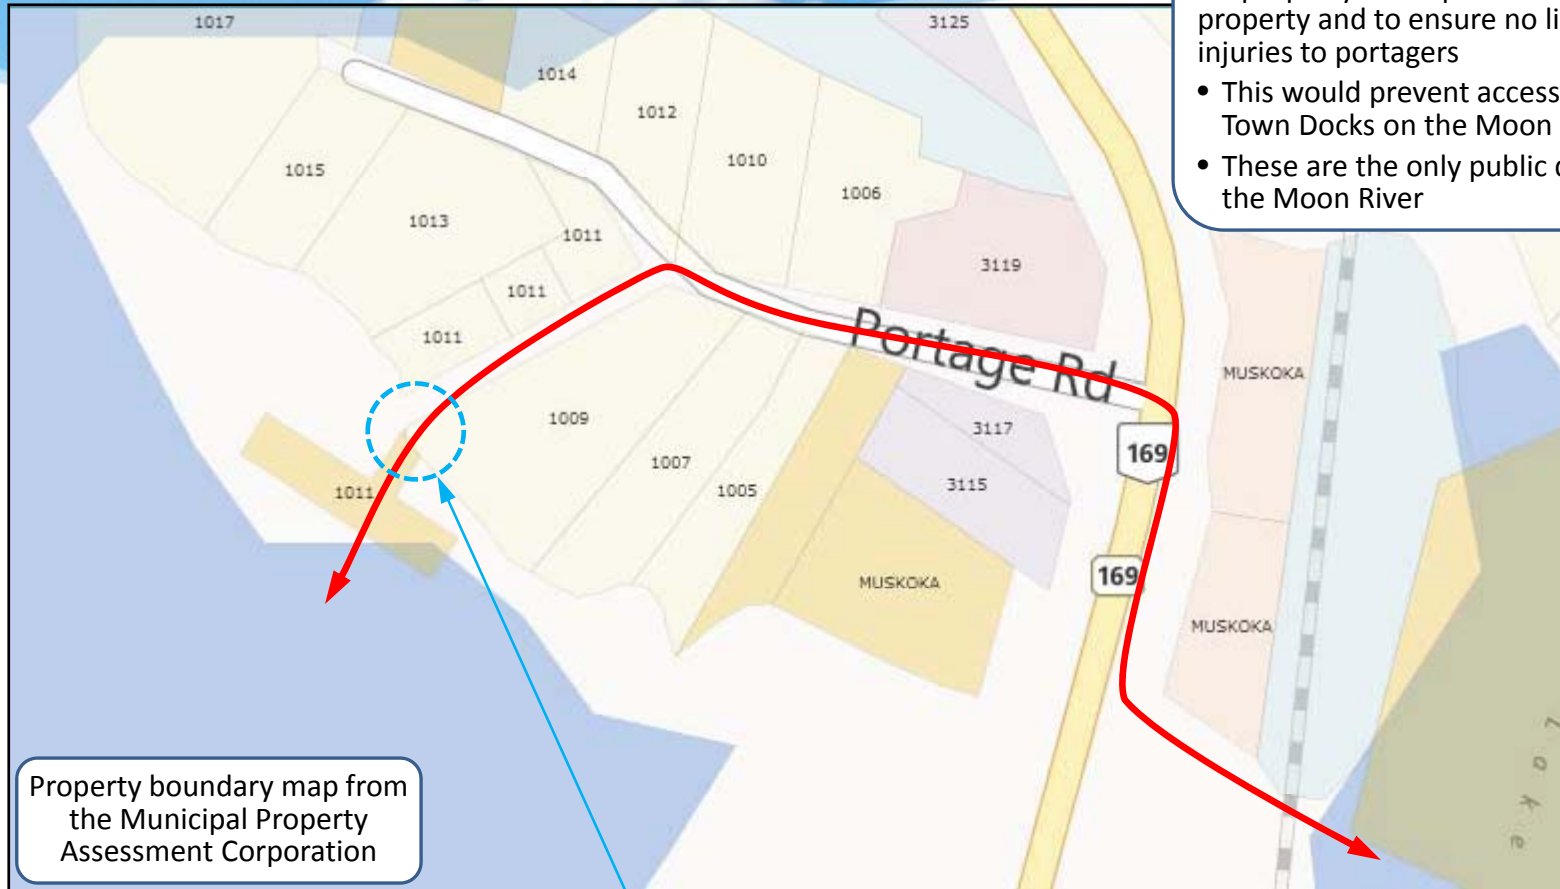 property and to ensure no
injuries to portagers
• This would prevent access
Town Docks on the Moon
• These are the only public
the Moon River
1017
3125
1014
1012
1010
1015
1006
1013
1011
3119
1011
1011
Portage Rd
MUSKOKA
1009
3117
169
1007
3115
1005
1011
169
MUSKOKA
MUSKOKA
Lake
Property boundary map from
the Municipal Property
Assessment Corporation